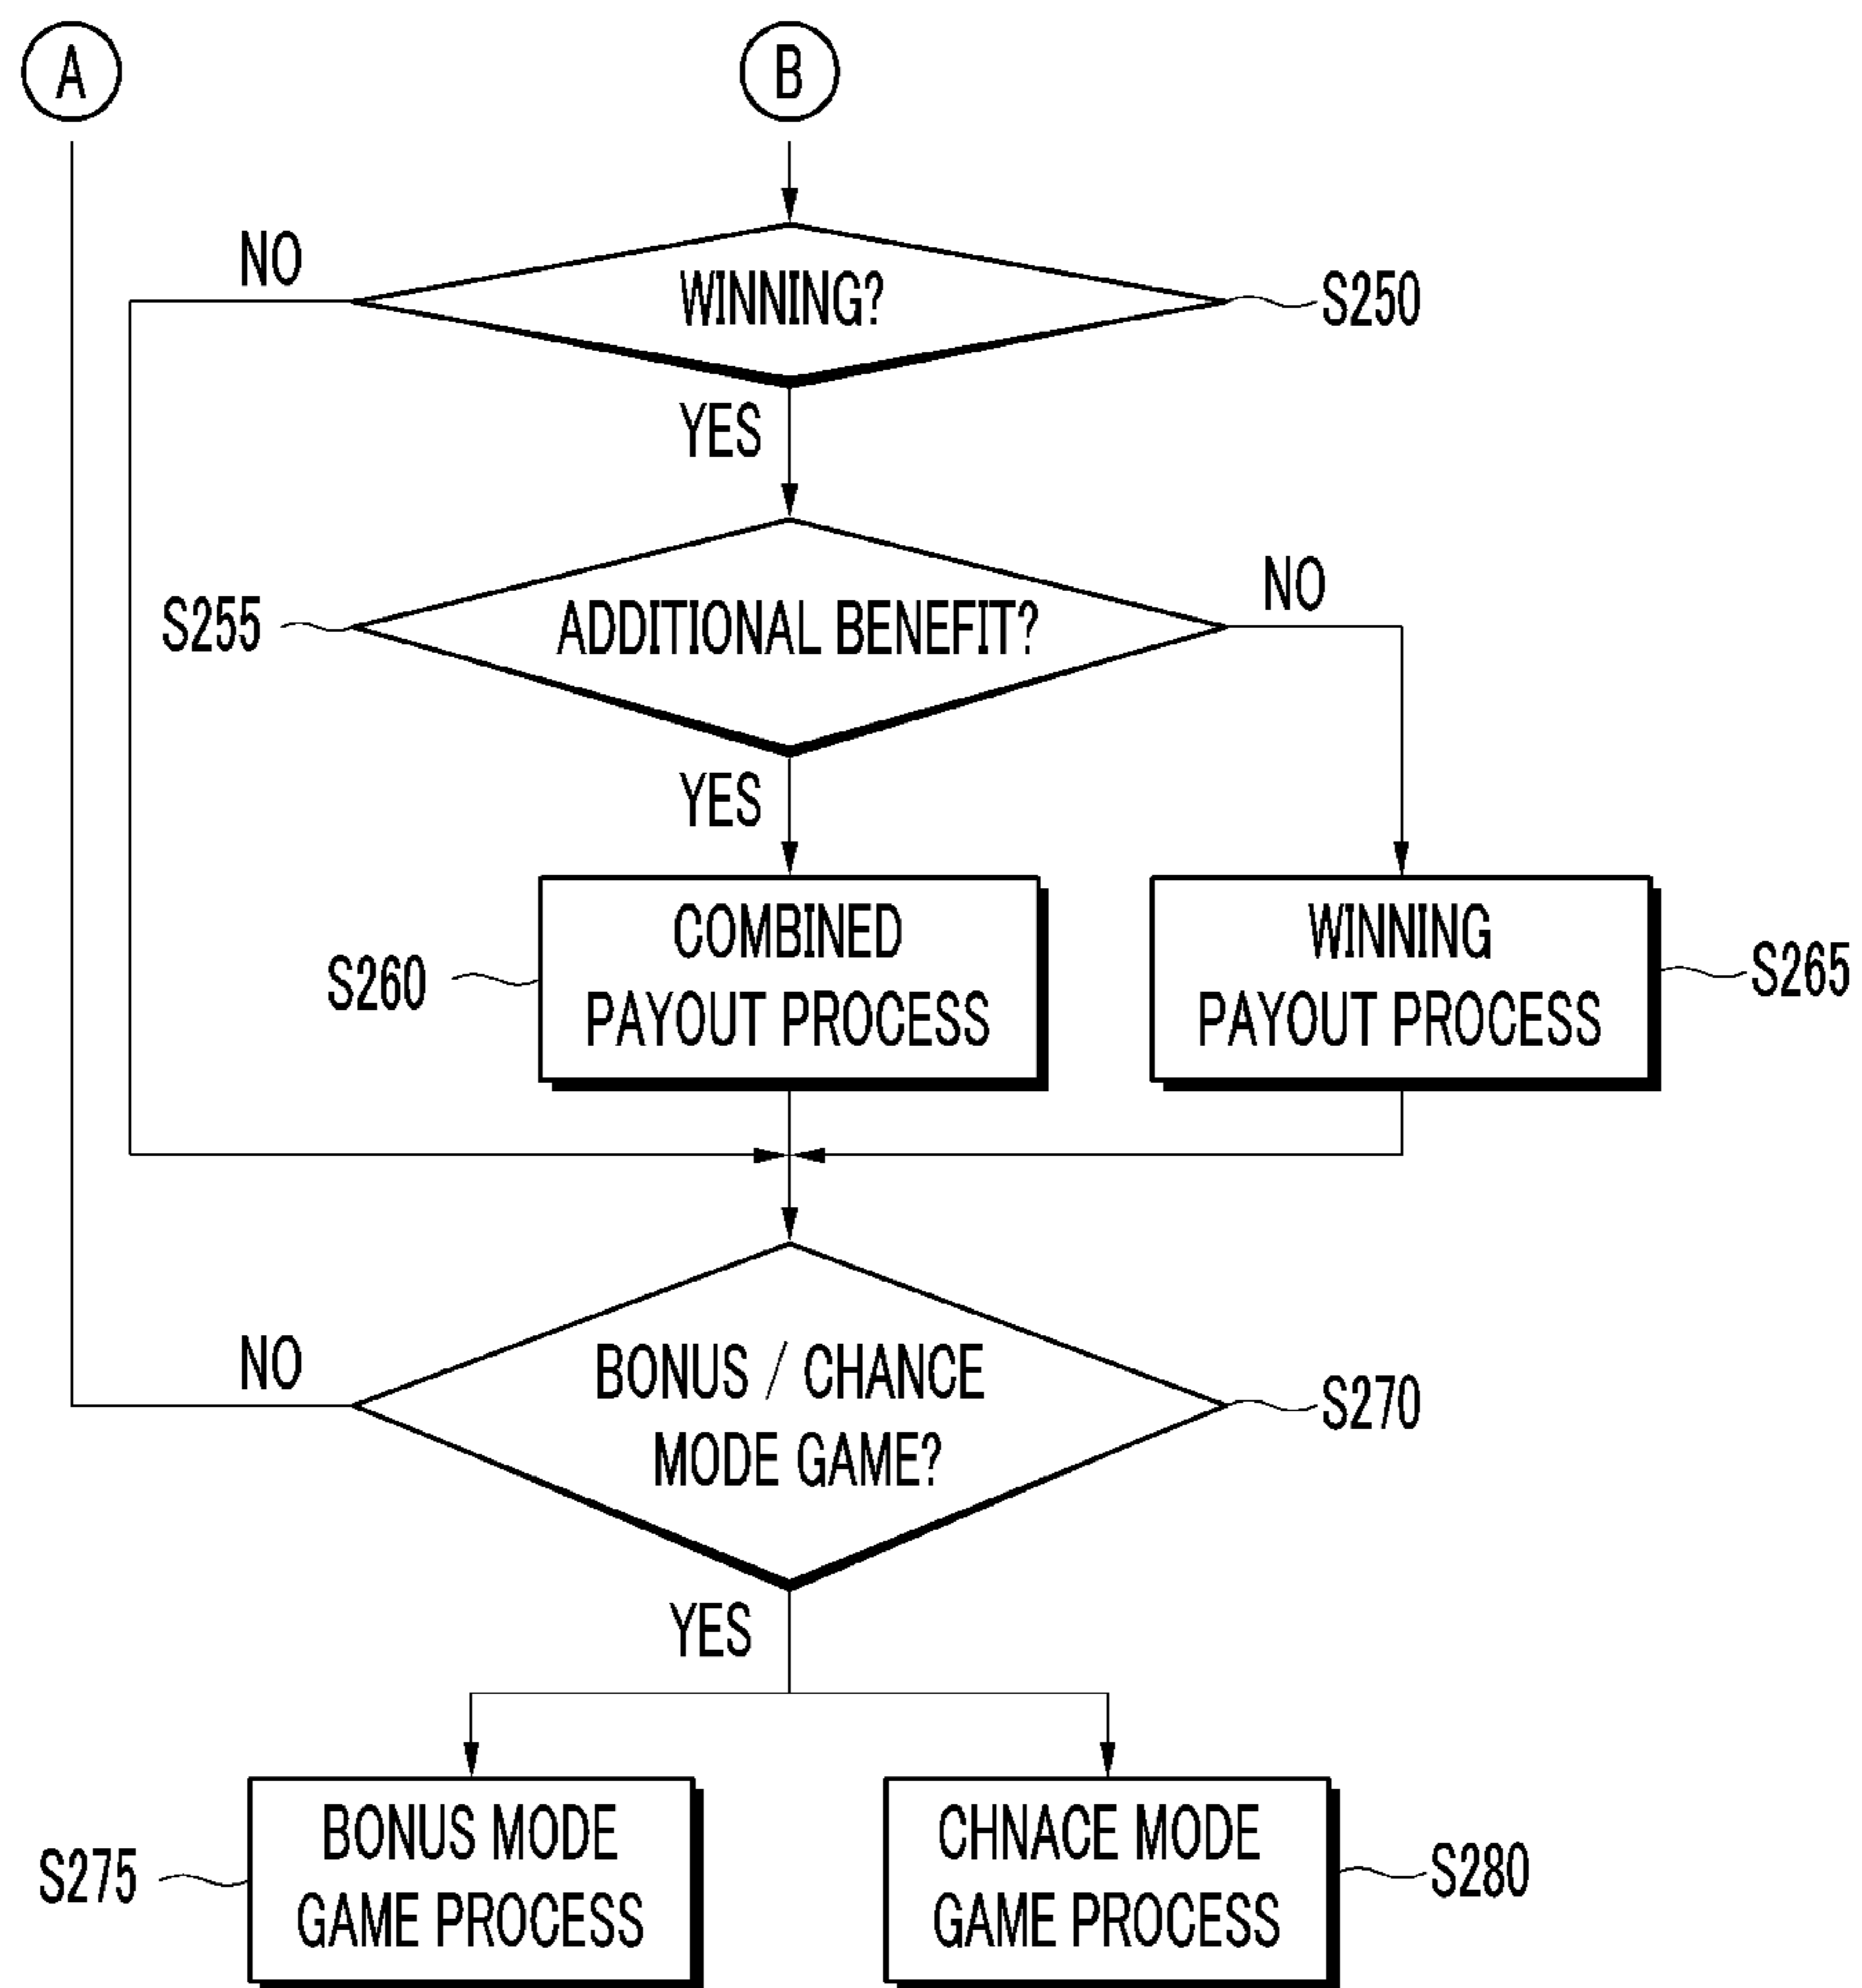 A
B
NO
WINNING?
S250
YES
NO
S255
ADDITIONAL BENEFIT?
YES
COMBINED
PAYOUT PROCESS
S260
WINNING
PAYOUT PROCESS
S265
NO
BONUS / CHANCE
MODE GAME?
S270
YES
BONUS MODE
GAME PROCESS
S275
CHNACE MODE
GAME PROCESS
S280